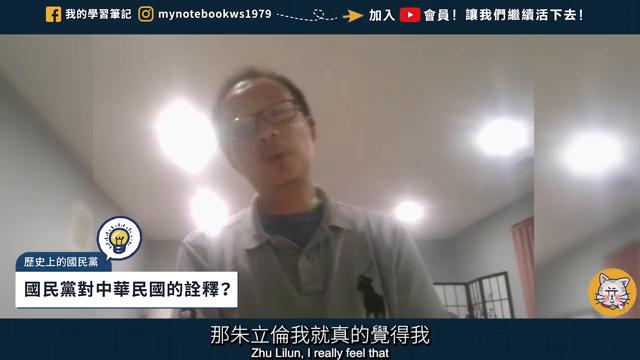 我的學習筆記 mynotebookws1979 加入 會員！讓我們繼續活下去！
歷史上的國民黨
國民黨對中華民國的詮釋？
那朱立倫我就真的覺得我
Zhu Lilun, I really feel that